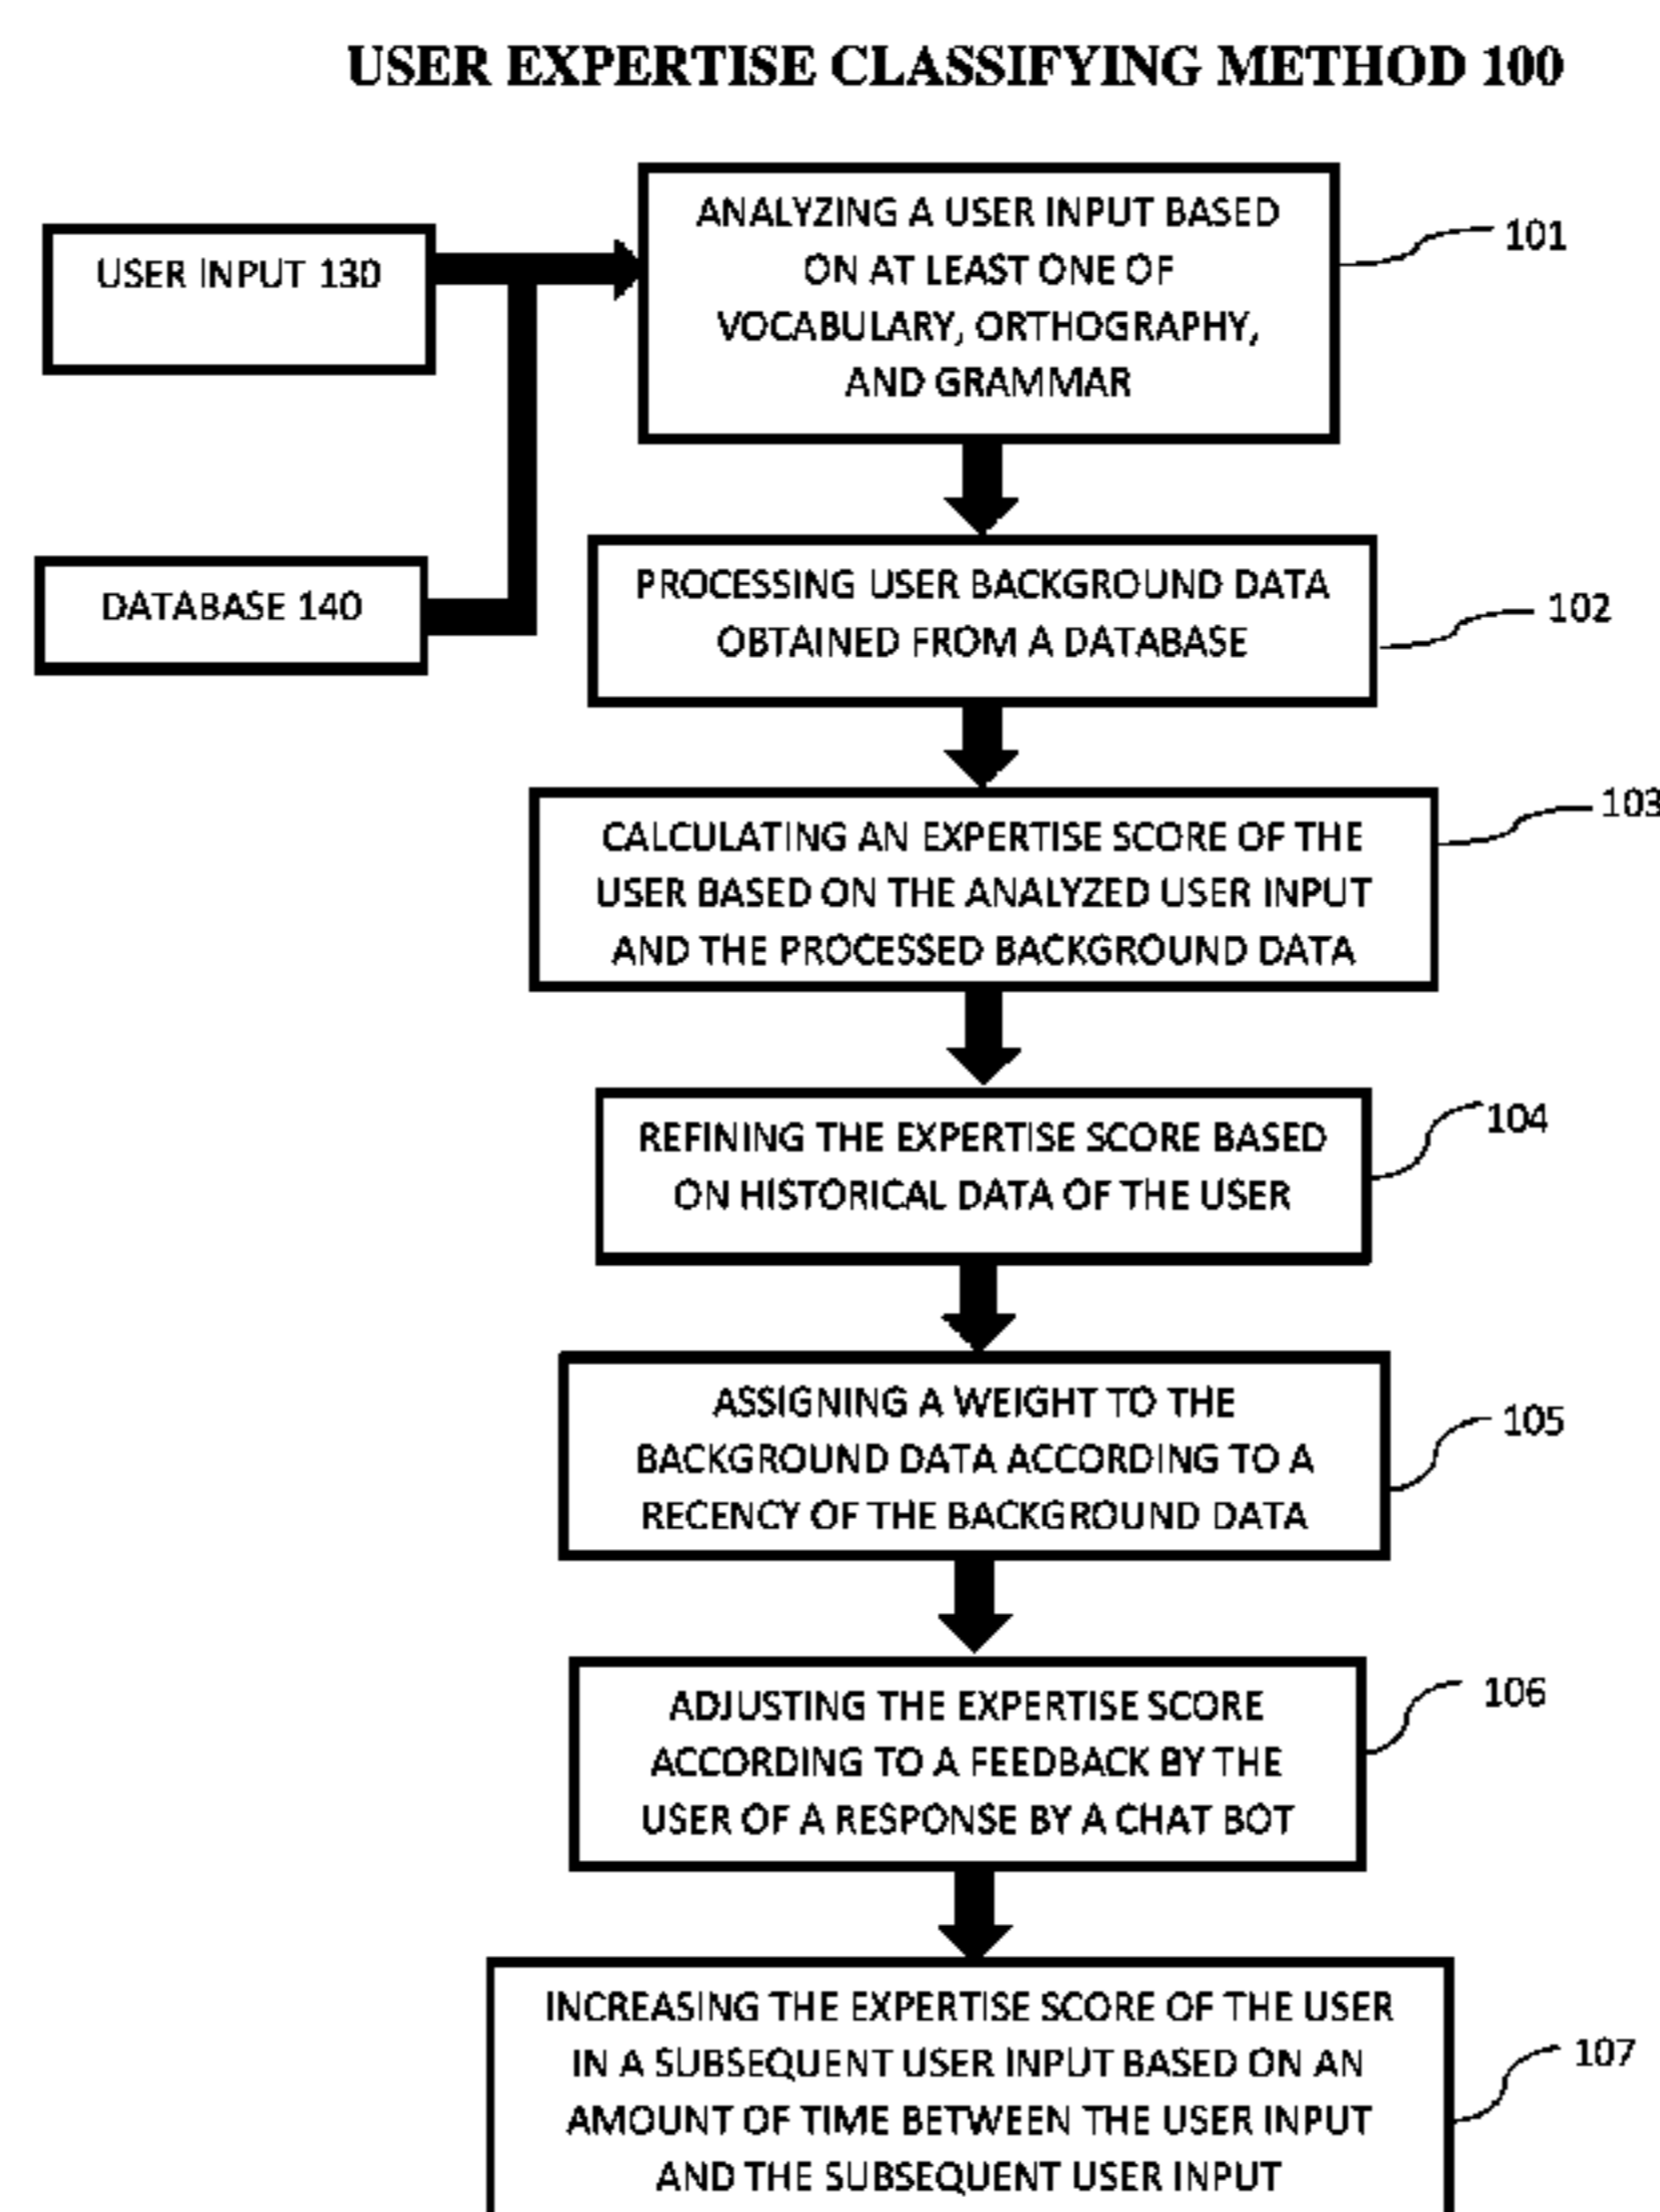 USER EXPERTISE CLASSIFYING METHOD 100
USER INPUT 130
DATABASE 140
ANALYZING A USER INPUT BASED
ON AT LEAST ONE OF
VOCABULARY, ORTHOGRAPHY,
AND GRAMMAR
101
PROCESSING USER BACKGROUND DATA
OBTAINED FROM A DATABASE
102
CALCULATING AN EXPERTISE SCORE OF THE
USER BASED ON THE ANALYZED USER INPUT
AND THE PROCESSED BACKGROUND DATA
103
REFINING THE EXPERTISE SCORE BASED
ON HISTORICAL DATA OF THE USER
104
ASSIGNING A WEIGHT TO THE
BACKGROUND DATA ACCORDING TO A
RECENCY OF THE BACKGROUND DATA
105
ADJUSTING THE EXPERTISE SCORE
ACCORDING TO A FEEDBACK BY THE
USER OF A RESPONSE BY A CHAT BOT
106
INCREASING THE EXPERTISE SCORE OF THE USER
IN A SUBSEQUENT USER INPUT BASED ON AN
AMOUNT OF TIME BETWEEN THE USER INPUT
AND THE SUBSEQUENT USER INPUT
107